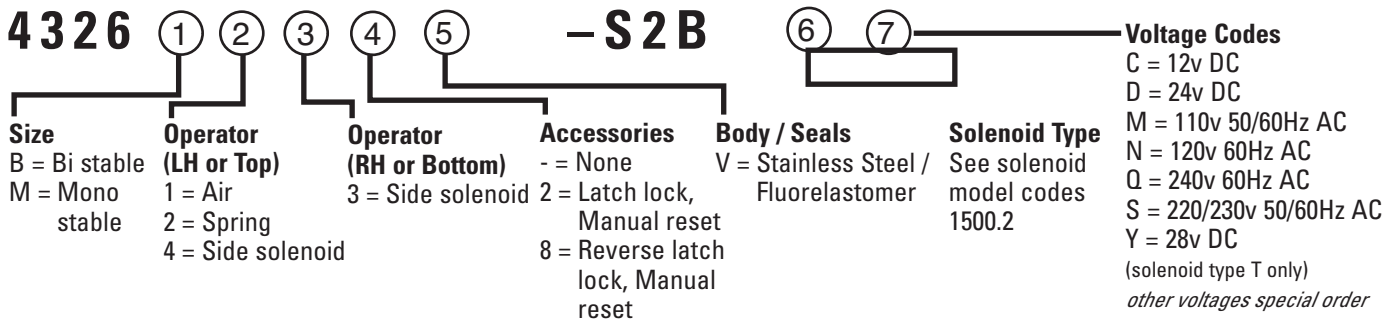 4326 ① ② ③ ④ ⑤ –S2B ⑥ ⑦
Size
B = Bi stable
M = Mono
stable
Operator
(LH or Top)
1 = Air
2 = Spring
4 = Side solenoid
Operator
(RH or Bottom)
3 = Side solenoid
Accessories
- = None
2 = Latch lock,
Manual reset
8 = Reverse latch
lock, Manual
reset
Body / Seals
V = Stainless Steel /
Fluorelastomer
Solenoid Type
See solenoid
model codes
1500.2
Voltage Codes
C = 12v DC
D = 24v DC
M = 110v 50/60Hz AC
N = 120v 60Hz AC
Q = 240v 60Hz AC
S = 220/230v 50/60Hz AC
Y = 28v DC
(solenoid type T only)
other voltages special order